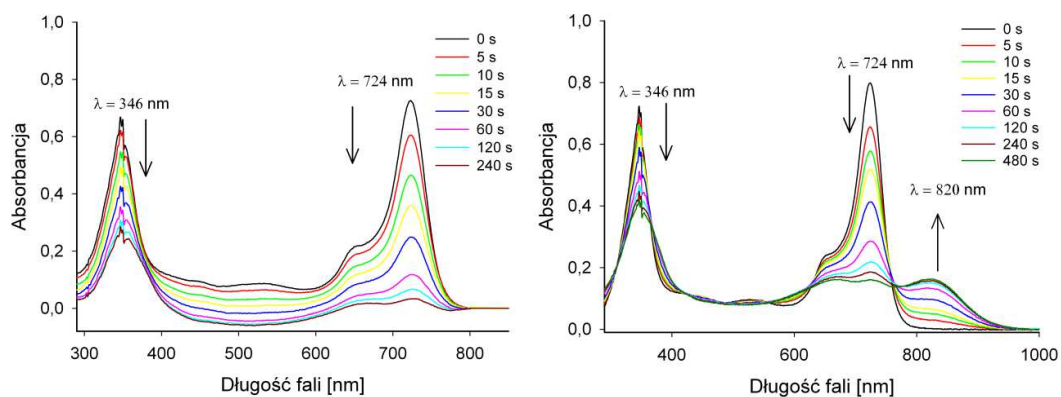 1,0
0,8
0,6
0,4
0,2
0,0
Absorbancja
300
400
500
600
700
800
Długość fali [nm]
λ = 346 nm
λ = 724 nm
0 s
5 s
10 s
15 s
30 s
60 s
120 s
240 s
1,0
0,8
0,6
0,4
0,2
0,0
Absorbancja
400
600
800
1000
Długość fali [nm]
λ = 346 nm
λ = 724 nm
λ = 820 nm
0 s
5 s
10 s
15 s
30 s
60 s
120 s
240 s
480 s